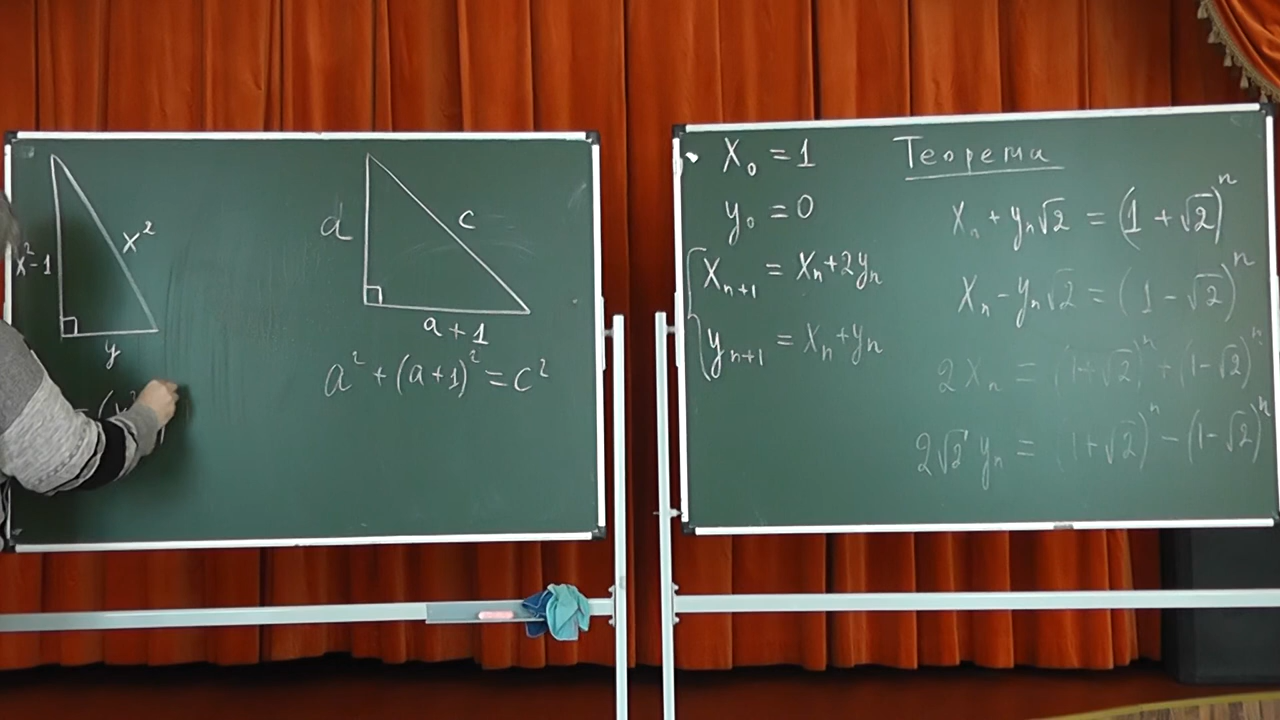 x²
x²-1
y
a
c
a + 1
a² + (a+1)² = c²
x₀ = 1
y₀ = 0
xₙ₊₁ = xₙ + 2yₙ
yₙ₊₁ = xₙ + yₙ
Теорема
xₙ + yₙ√2 = (1 + √2)ⁿ
xₙ - yₙ√2 = (1 - √2)ⁿ
2xₙ = (1+√2)ⁿ + (1-√2)ⁿ
2√2 yₙ = (1+√2)ⁿ - (1-√2)ⁿ